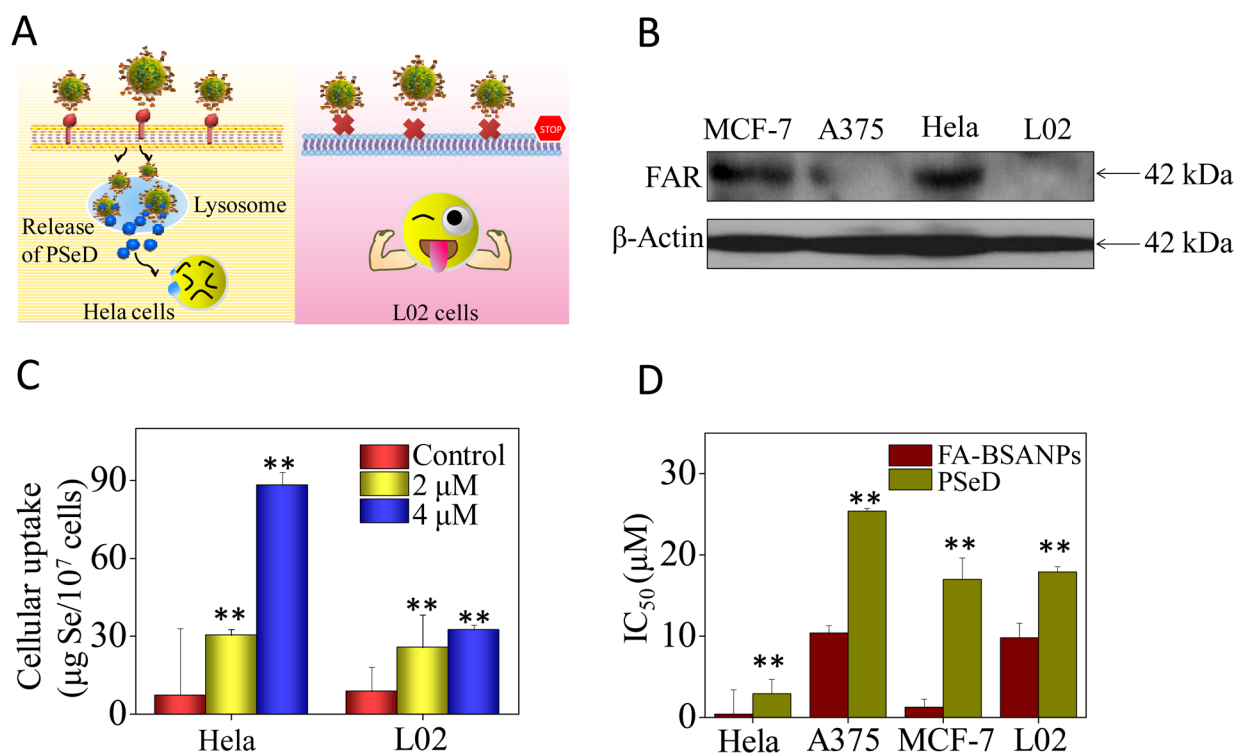 A
STOP
Lysosome
Release
of PSeD
Hela cells
L02 cells
B
MCF-7 A375 Hela L02
FAR
42 kDa
β-Actin
42 kDa
C
Cellular uptake
(μg Se/10⁷ cells)
90
60
30
0
Control
2 μM
4 μM
**
**
**
**
Hela L02
D
IC₅₀ (μM)
30
20
10
0
FA-BSANPs
PSeD
**
**
**
**
Hela A375 MCF-7 L02